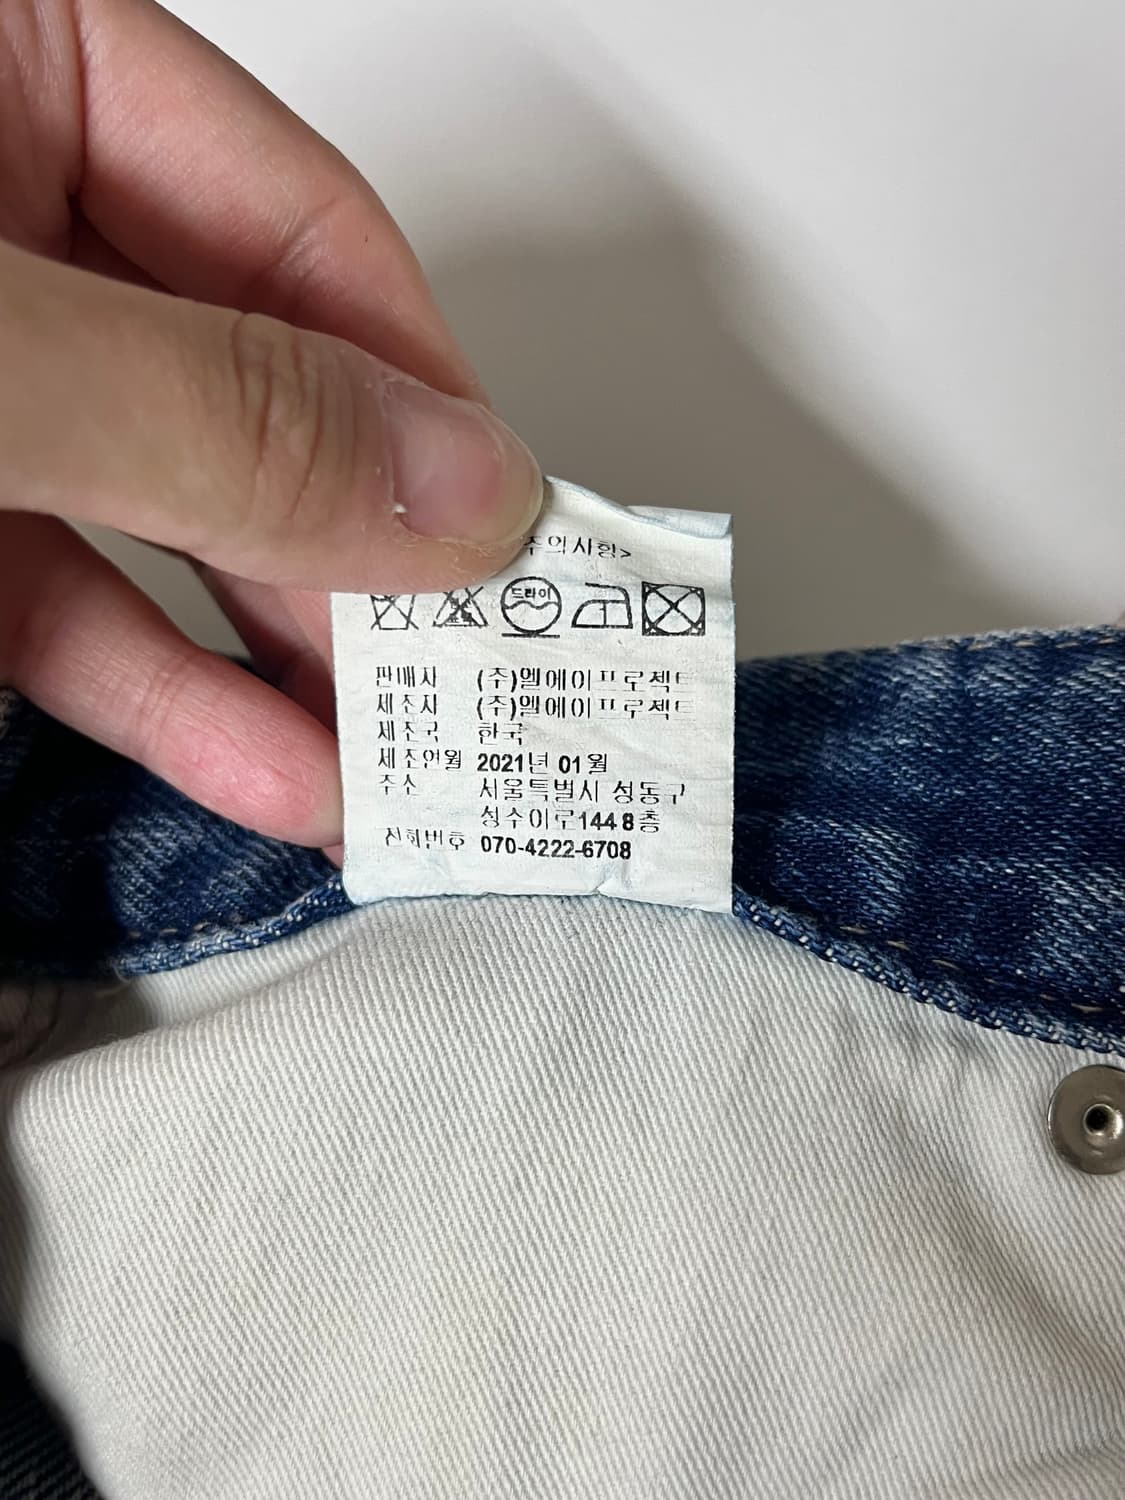 주의사항>
드라이
판매자 (주)엘에이프로젝트
제조자 (주)엘에이프로젝트
제조국 한국
제조연월 2021년 01월
주소 서울특별시 성동구
성수이로144 8층
전화번호 070-4222-6708